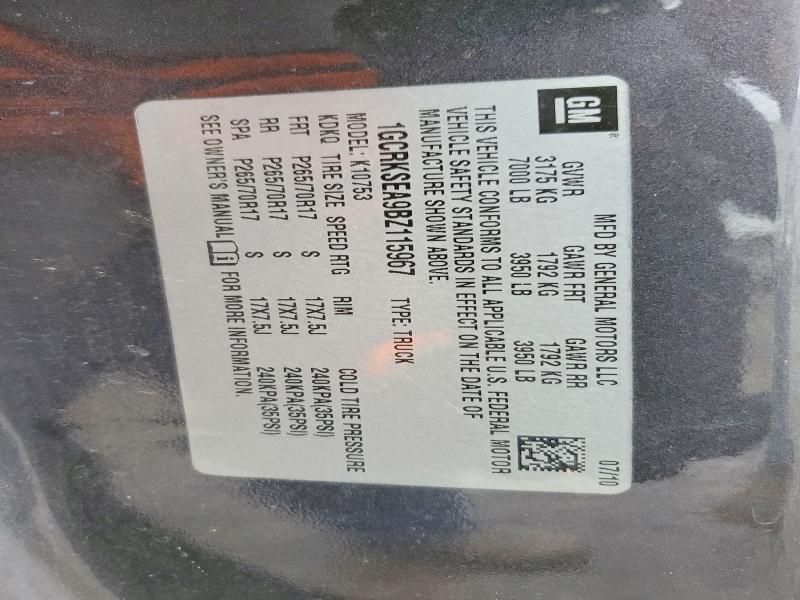 GM®
MFD BY GENERAL MOTORS LLC 07/10
GVWR GAWR FRT GAWR RR
3175 KG 1792 KG 1792 KG
7000 LB 3950 LB 3950 LB
THIS VEHICLE CONFORMS TO ALL APPLICABLE U.S. FEDERAL MOTOR
VEHICLE SAFETY STANDARDS IN EFFECT ON THE DATE OF
MANUFACTURE SHOWN ABOVE.
1GCRKSEA9BZ115967 TYPE: TRUCK
MODEL: K10753
KDKQ TIRE SIZE SPEED RTG RIM COLD TIRE PRESSURE
FRT P265/70R17 S 17X7.5J 240KPA(35PSI)
RR P265/70R17 S 17X7.5J 240KPA(35PSI)
SPA P265/70R17 S 17X7.5J 240KPA(35PSI)
SEE OWNER'S MANUAL FOR MORE INFORMATION.